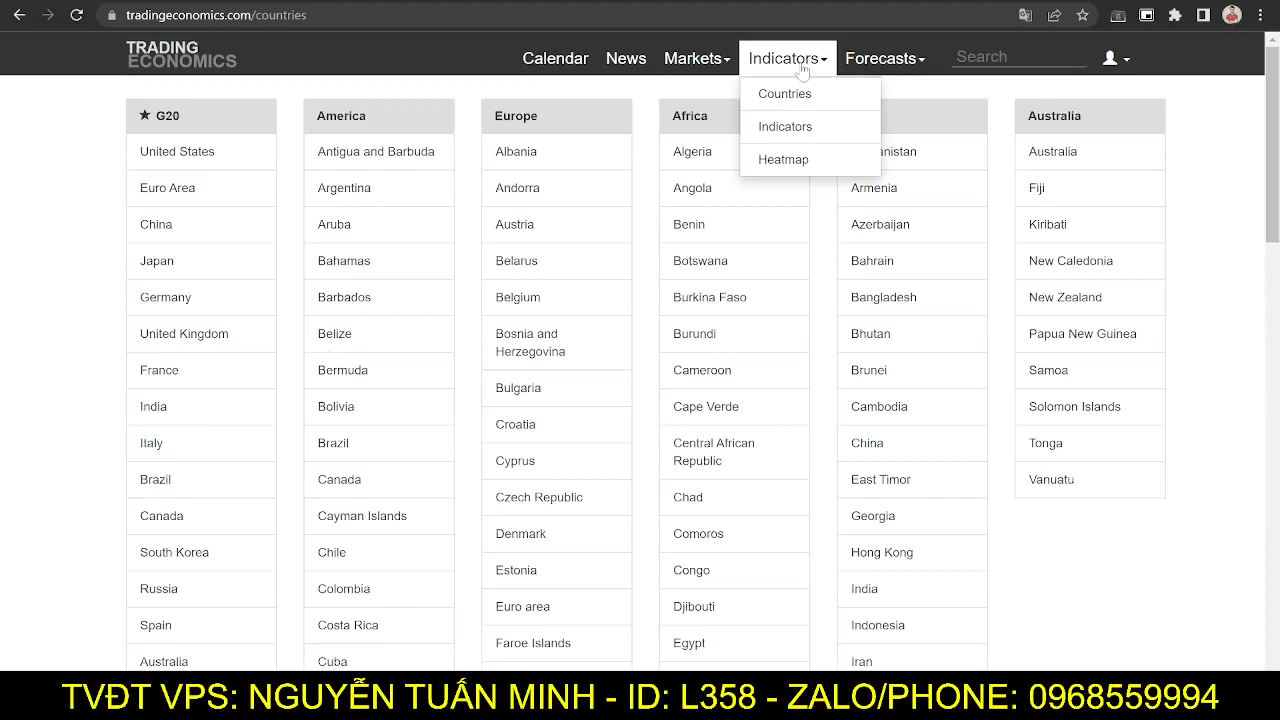 tradingeconomics.com/countries
TRADING
ECONOMICS
Calendar
News
Markets
Indicators
Forecasts
Search
Countries
Indicators
Heatmap
★ G20
United States
Euro Area
China
Japan
Germany
United Kingdom
France
India
Italy
Brazil
Canada
South Korea
Russia
Spain
Australia
America
Antigua and Barbuda
Argentina
Aruba
Bahamas
Barbados
Belize
Bermuda
Bolivia
Brazil
Canada
Cayman Islands
Chile
Colombia
Costa Rica
Cuba
Europe
Albania
Andorra
Austria
Belarus
Belgium
Bosnia and
Herzegovina
Bulgaria
Croatia
Cyprus
Czech Republic
Denmark
Estonia
Euro area
Faroe Islands
Africa
Algeria
Angola
Benin
Botswana
Burkina Faso
Burundi
Cameroon
Cape Verde
Central African
Republic
Chad
Comoros
Congo
Djibouti
Egypt
anistan
Armenia
Azerbaijan
Bahrain
Bangladesh
Bhutan
Brunei
Cambodia
China
East Timor
Georgia
Hong Kong
India
Indonesia
Iran
Australia
Australia
Fiji
Kiribati
New Caledonia
New Zealand
Papua New Guinea
Samoa
Solomon Islands
Tonga
Vanuatu
TVĐT VPS: NGUYỄN TUẤN MINH - ID: L358 - ZALO/PHONE: 0968559994